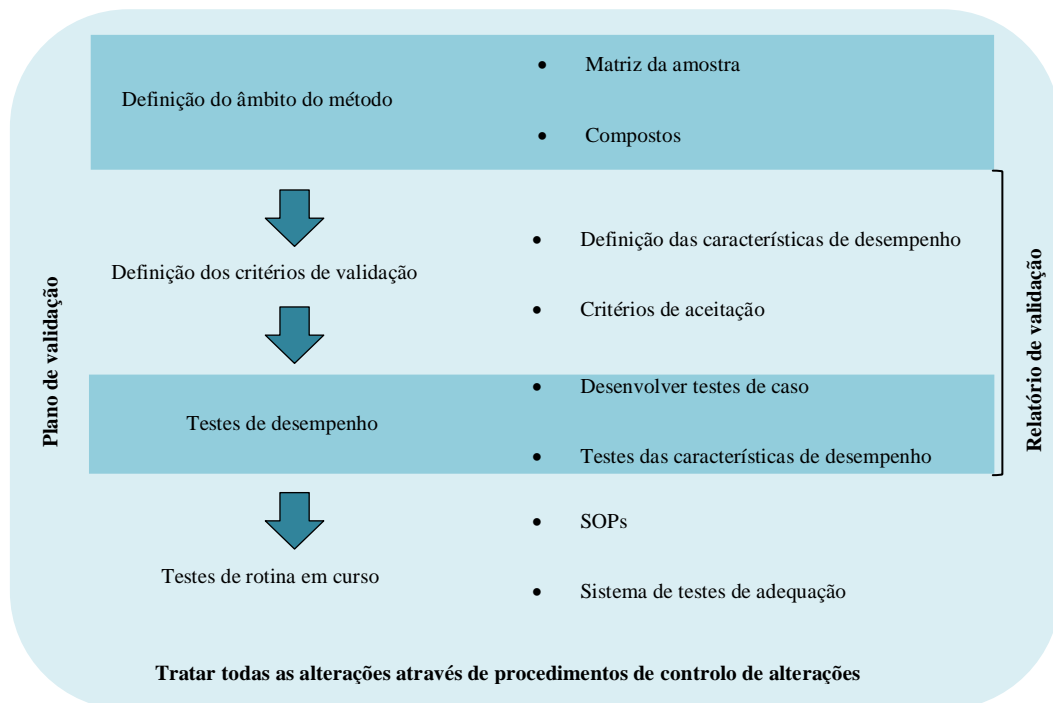 Plano de validação
Definição do âmbito do método
• Matriz da amostra
• Compostos
Definição dos critérios de validação
• Definição das características de desempenho
• Critérios de aceitação
Testes de desempenho
• Desenvolver testes de caso
• Testes das características de desempenho
Testes de rotina em curso
• SOPs
• Sistema de testes de adequação
Relatório de validação
Tratar todas as alterações através de procedimentos de controlo de alterações